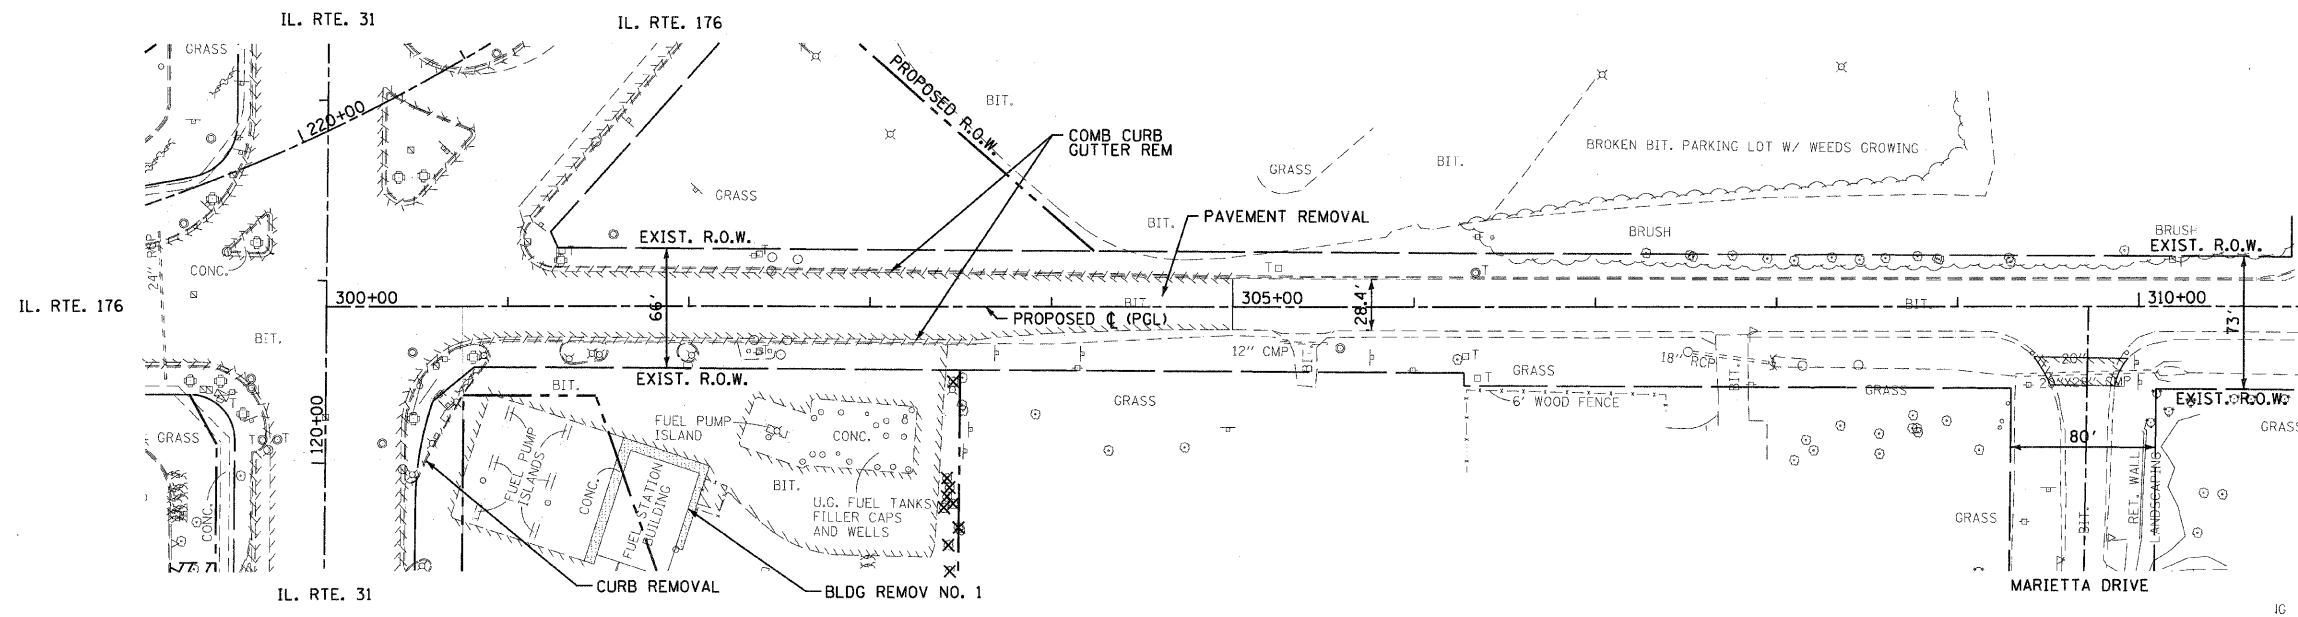 IL. RTE. 31
IL. RTE. 176
GRASS
220+00
PROPOSED R.O.W.
BIT.
COMB CURB
GUTTER REM
GRASS
BIT.
BROKEN BIT. PARKING LOT W/ WEEDS GROWING
GRASS
PAVEMENT REMOVAL
BIT.
24" RCP
CONC.
EXIST. R.O.W.
BRUSH
BRUSH
EXIST. R.O.W.
T
T
T
T
T
IL. RTE. 176
300+00
66'
BIT.
305+00
28.4'
BIT.
310+00
73'
PROPOSED ℄ (PGL)
BIT.
12" CMP
BIT.
18" RCP
BIT.
20'
T
T
GRASS
GRASS
EXIST. R.O.W.
BIT.
EXIST. R.O.W.
GRASS
6' WOOD FENCE
GRASS
120+00
GRASS
T
T
FUEL PUMP
ISLAND
CONC.
80'
FUEL PUMP
ISLANDS
CONC.
BIT.
U.G. FUEL TANKS
FILLER CAPS
AND WELLS
FUEL STATION
BUILDING
CONC.
GRASS
BIT.
RET. WALL
LANDSCAPING
CURB REMOVAL
BLDG REMOV NO. 1
IL. RTE. 31
MARIETTA DRIVE